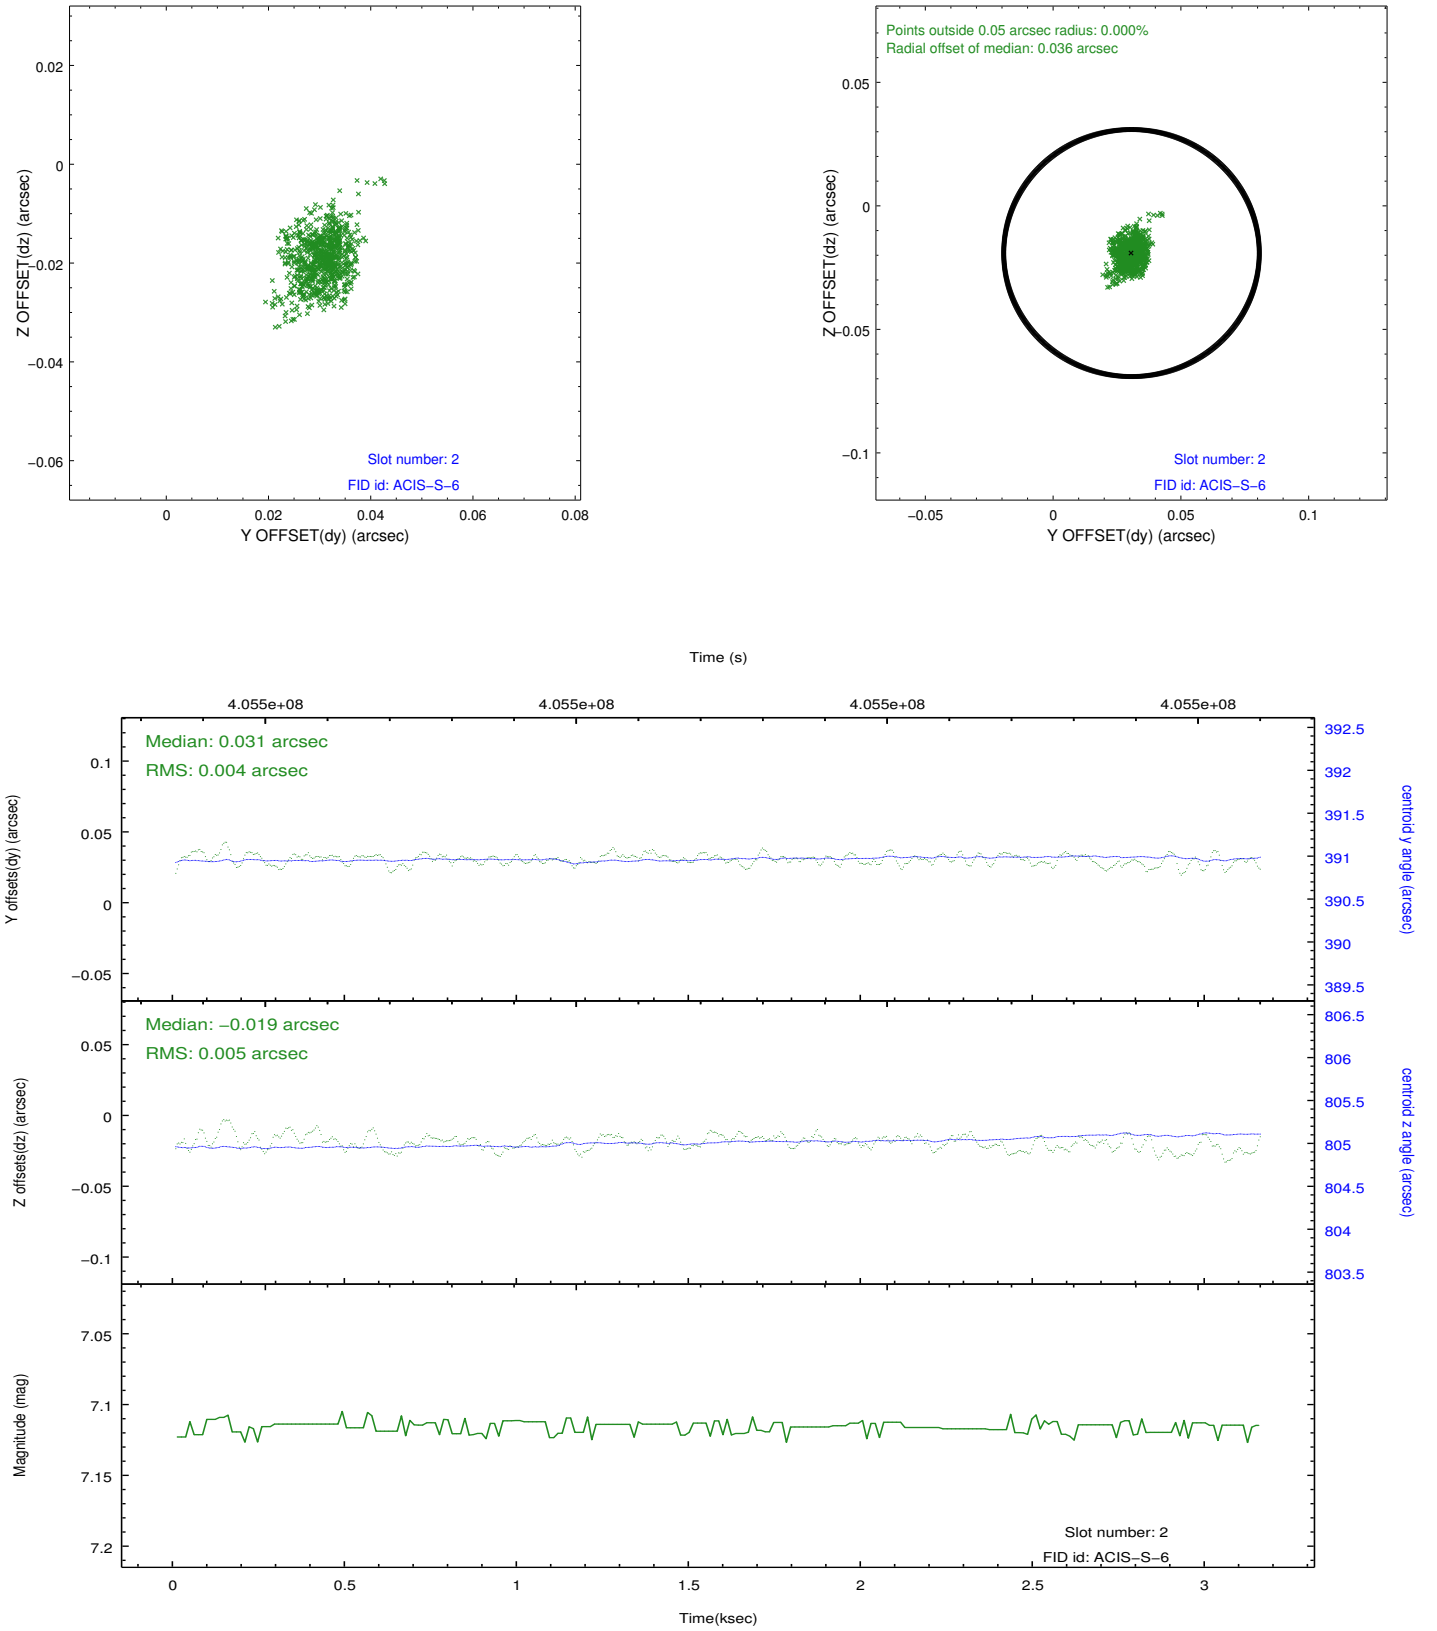 0.02
0
−0.02
−0.04
−0.06
Z OFFSET(dz) (arcsec)
Slot number: 2
FID id: ACIS−S−6
0
0.02
0.04
0.06
0.08
Y OFFSET(dy) (arcsec)
Points outside 0.05 arcsec radius: 0.000%
Radial offset of median: 0.036 arcsec
0.05
0
−0.05
−0.1
Z OFFSET(dz) (arcsec)
Slot number: 2
FID id: ACIS−S−6
−0.05
0
0.05
0.1
Y OFFSET(dy) (arcsec)
Time (s)
4.055e+08
4.055e+08
4.055e+08
4.055e+08
Median: 0.031 arcsec
RMS: 0.004 arcsec
0.1
0.05
0
−0.05
Y offsets(dy) (arcsec)
392.5
392
391.5
391
390.5
390
389.5
centroid y angle (arcsec)
Median: −0.019 arcsec
RMS: 0.005 arcsec
0.05
0
−0.05
−0.1
Z offsets(dz) (arcsec)
806.5
806
805.5
805
804.5
804
803.5
centroid z angle (arcsec)
7.05
7.1
7.15
7.2
Magnitude (mag)
Slot number: 2
FID id: ACIS−S−6
0
0.5
1
1.5
2
2.5
3
Time(ksec)